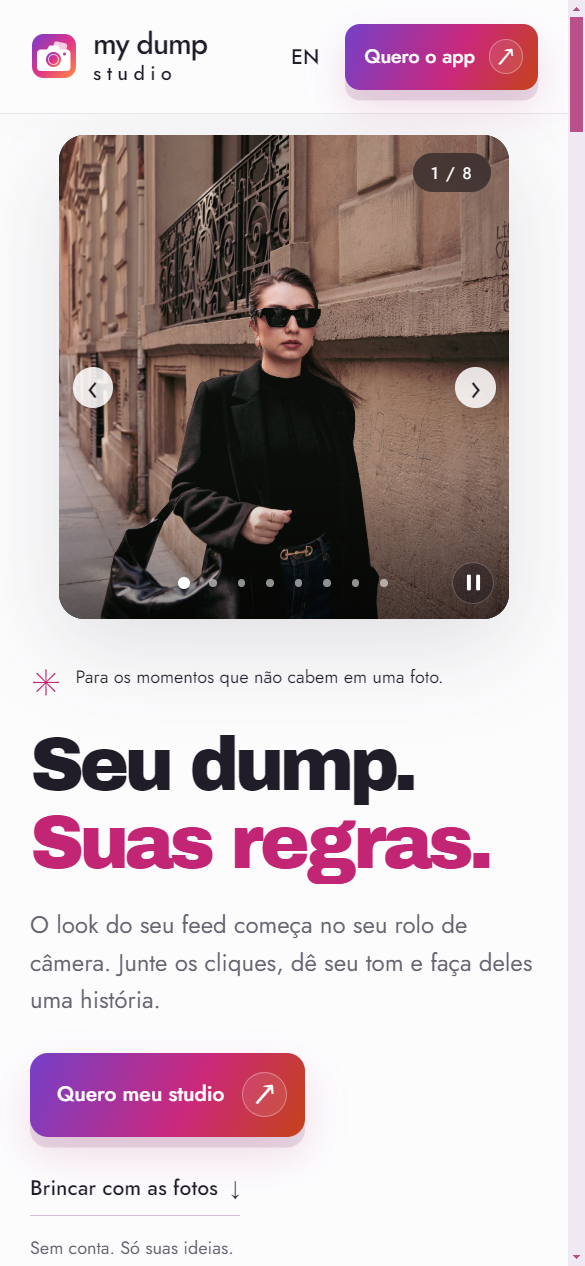 my dump
studio
EN
Quero o app
1 / 8
Para os momentos que não cabem em uma foto.
Seu dump.
Suas regras.
O look do seu feed começa no seu rolo de
câmera. Junte os cliques, dê seu tom e faça deles
uma história.
Quero meu studio
Brincar com as fotos
Sem conta. Só suas ideias.